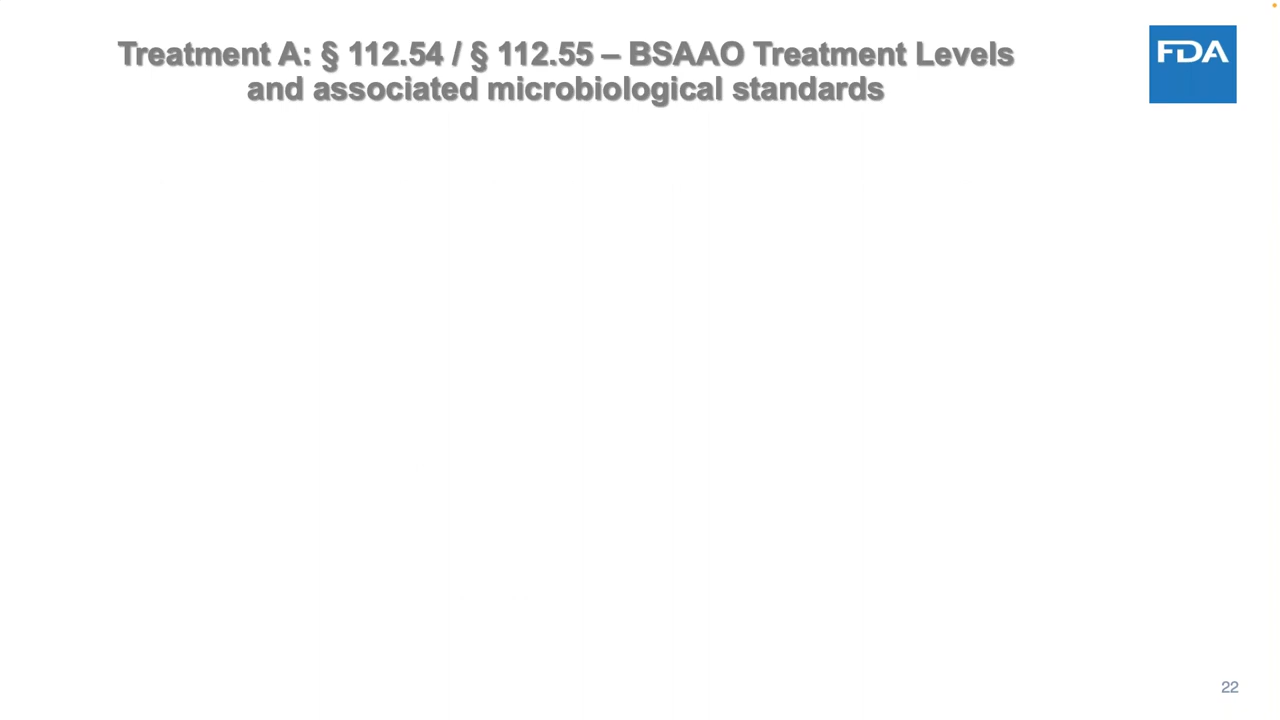 Treatment A: § 112.54 / § 112.55 – BSAAO Treatment Levels
and associated microbiological standards
FDA
22